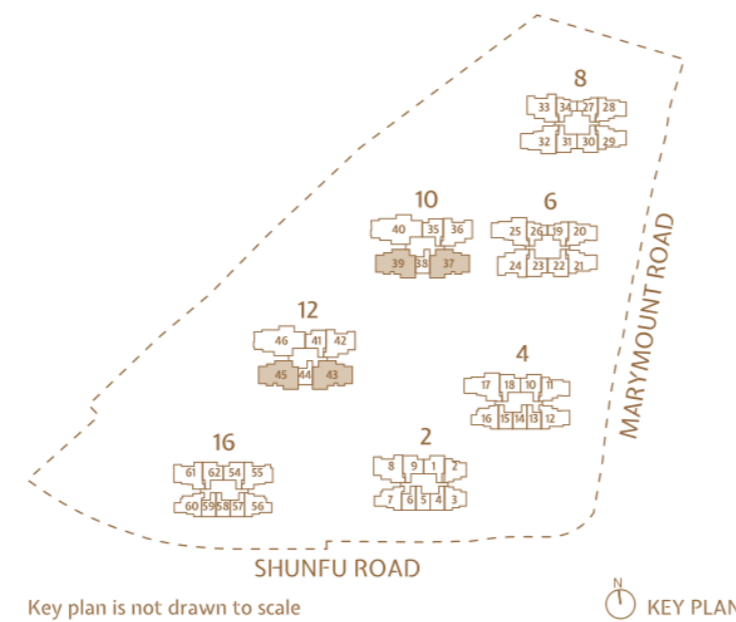 8
33 34 27 28
32 31 30 29
10
6
40 35 36
25 26 19 20
39 38 37
24 23 22 21
12
46 41 42
4
45 44 43
17 18 10 11
16 15 14 13 12
16
2
61 62 54 55
8 9 1 2
60 59 58 57 56
7 6 5 4 3
MARYMOUNT ROAD
SHUNFU ROAD
N
Key plan is not drawn to scale
KEY PLAN